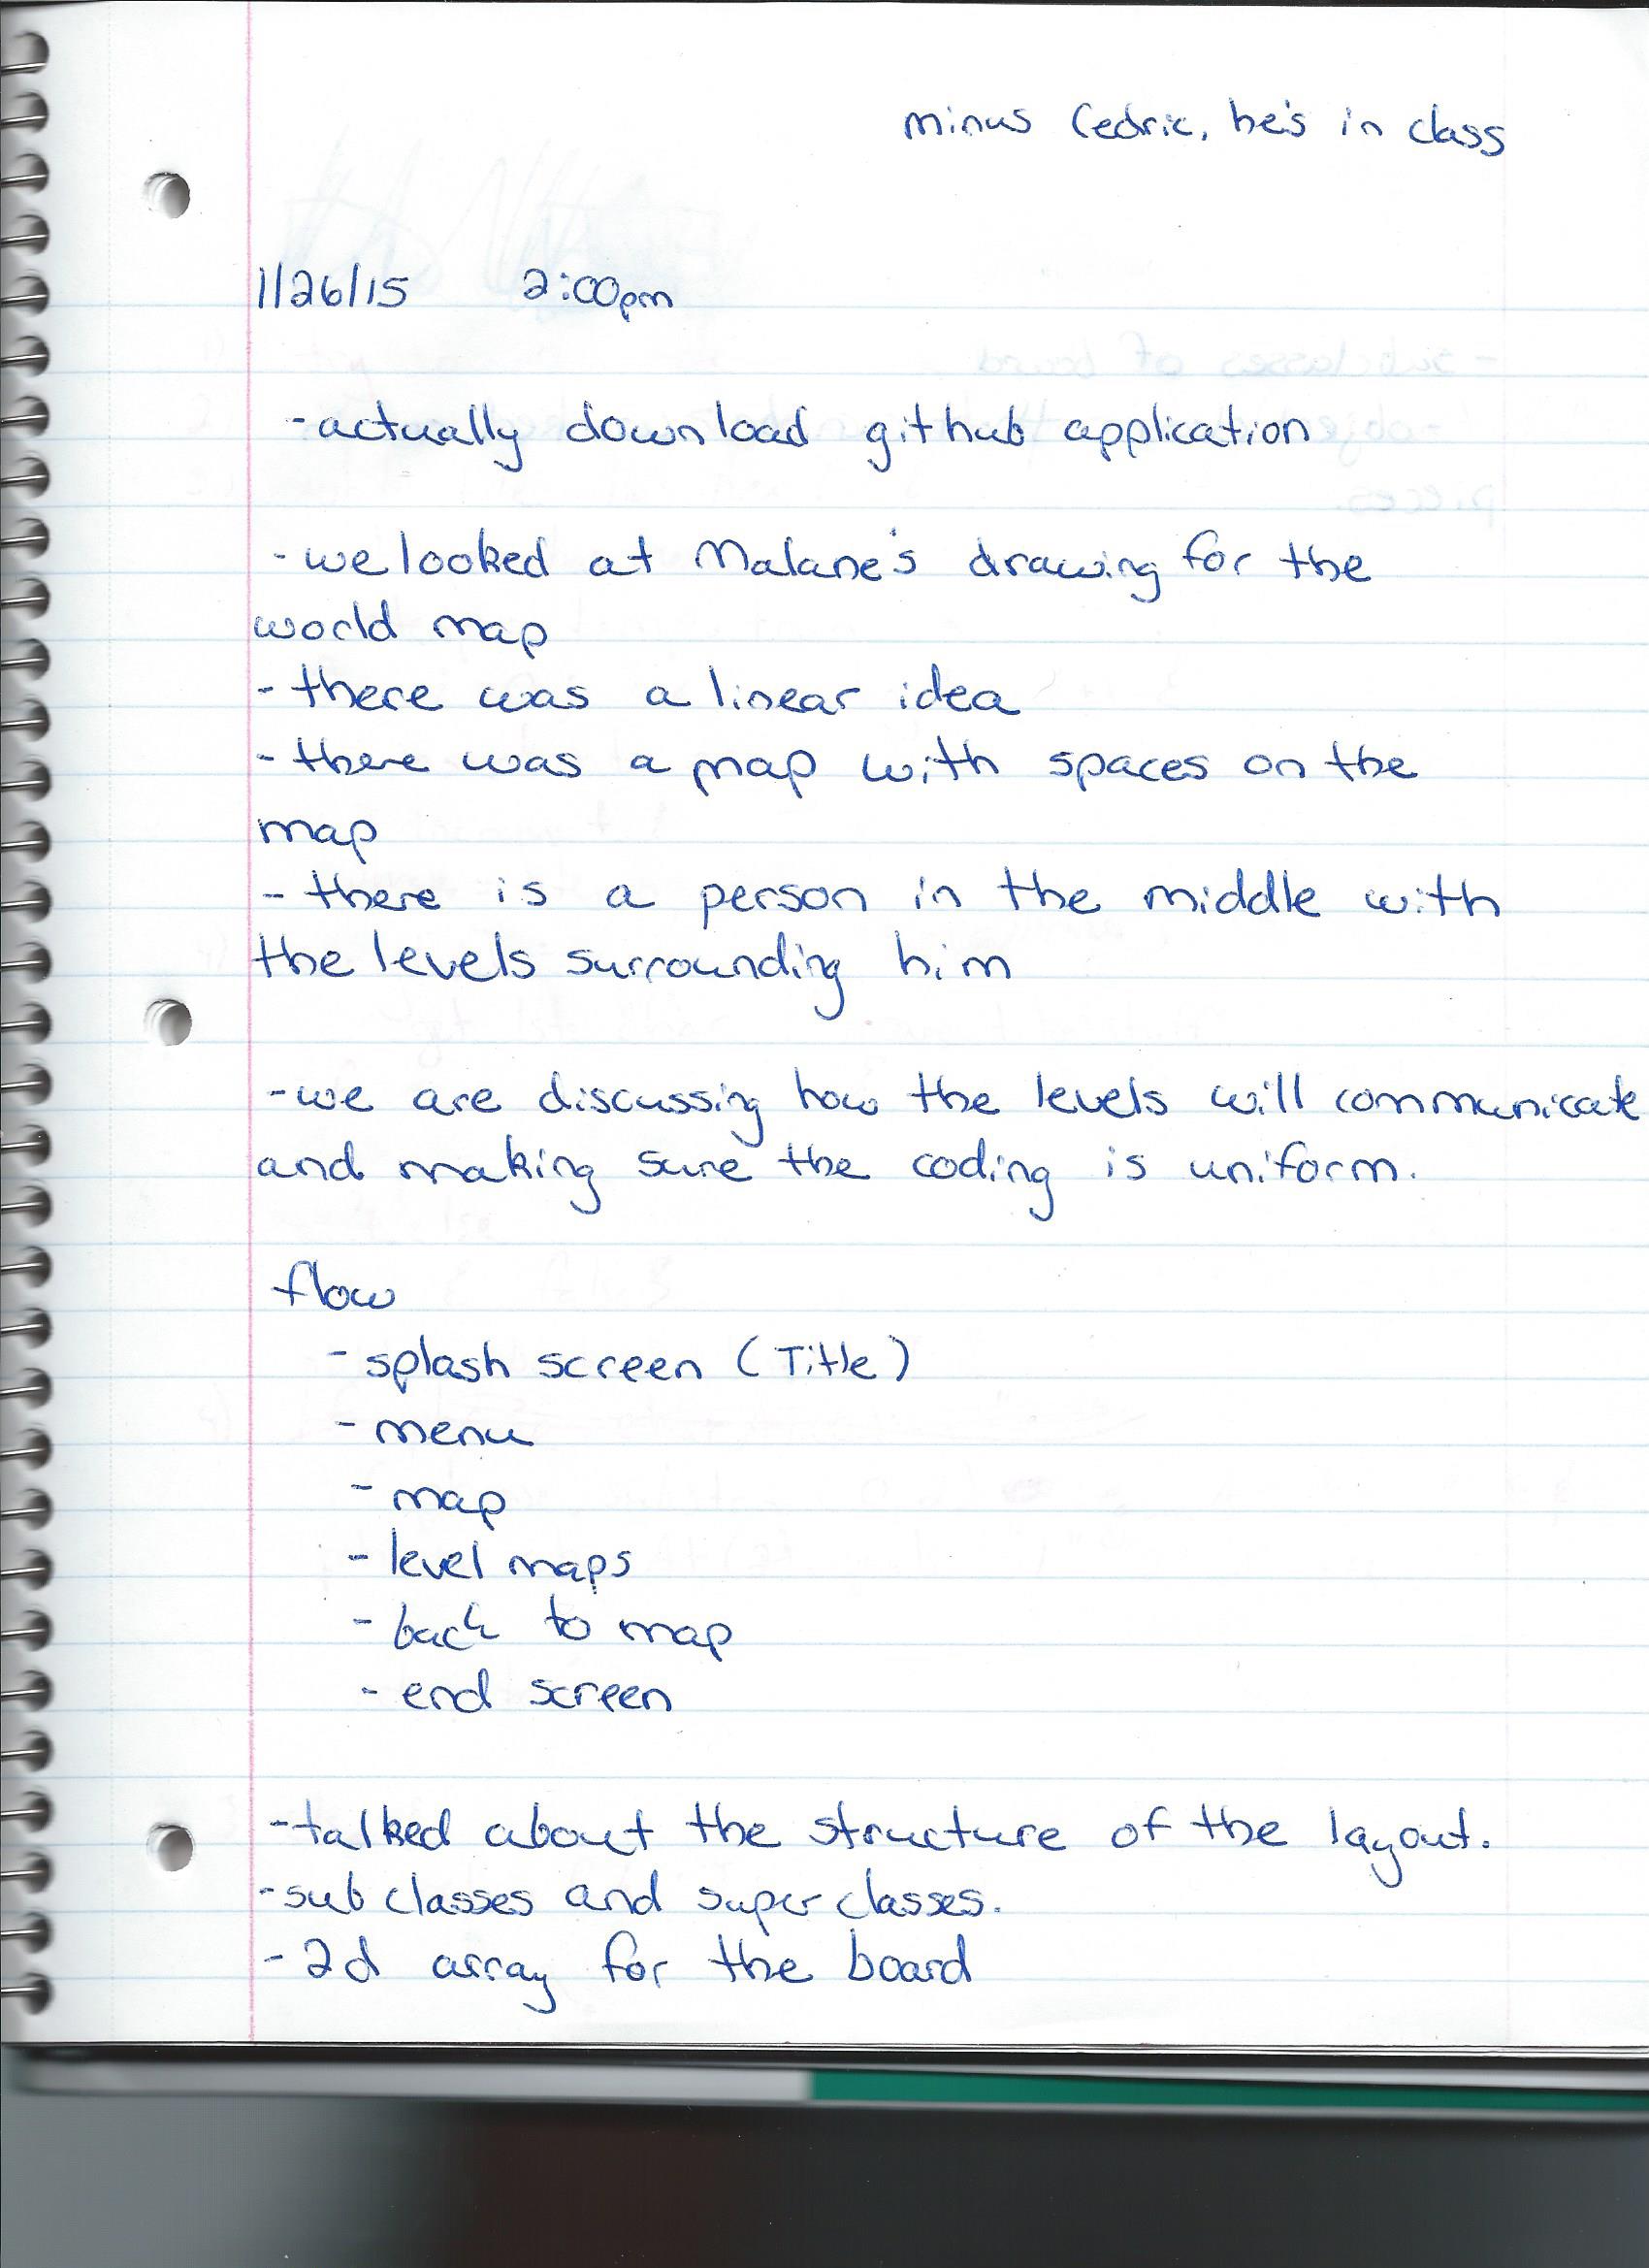 minus Cedric, he's in class
1/26/15 2:00pm
-actually download github application
-we looked at Malane's drawing for the
world map
-there was a linear idea
-there was a map with spaces on the
map
-there is a person in the middle with
the levels surrounding him
-we are discussing how the levels will communicate
and making sure the coding is uniform.
flow
-splash screen (Title)
-menu
-map
-level maps
-back to map
-end screen
-talked about the structure of the layout.
-sub classes and super classes.
-2d array for the board